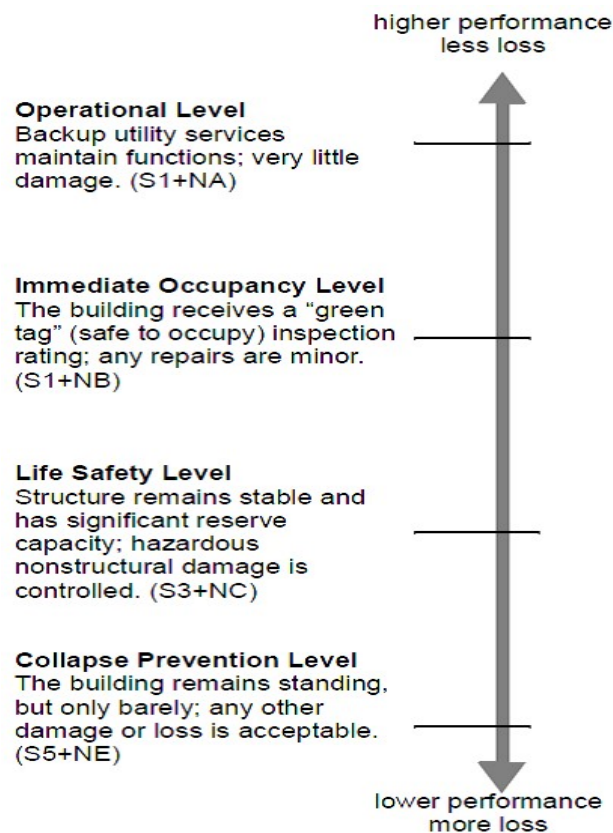 higher performance
less loss
Operational Level
Backup utility services
maintain functions; very little
damage. (S1+NA)
Immediate Occupancy Level
The building receives a “green
tag” (safe to occupy) inspection
rating; any repairs are minor.
(S1+NB)
Life Safety Level
Structure remains stable and
has significant reserve
capacity; hazardous
nonstructural damage is
controlled. (S3+NC)
Collapse Prevention Level
The building remains standing,
but only barely; any other
damage or loss is acceptable.
(S5+NE)
lower performance
more loss